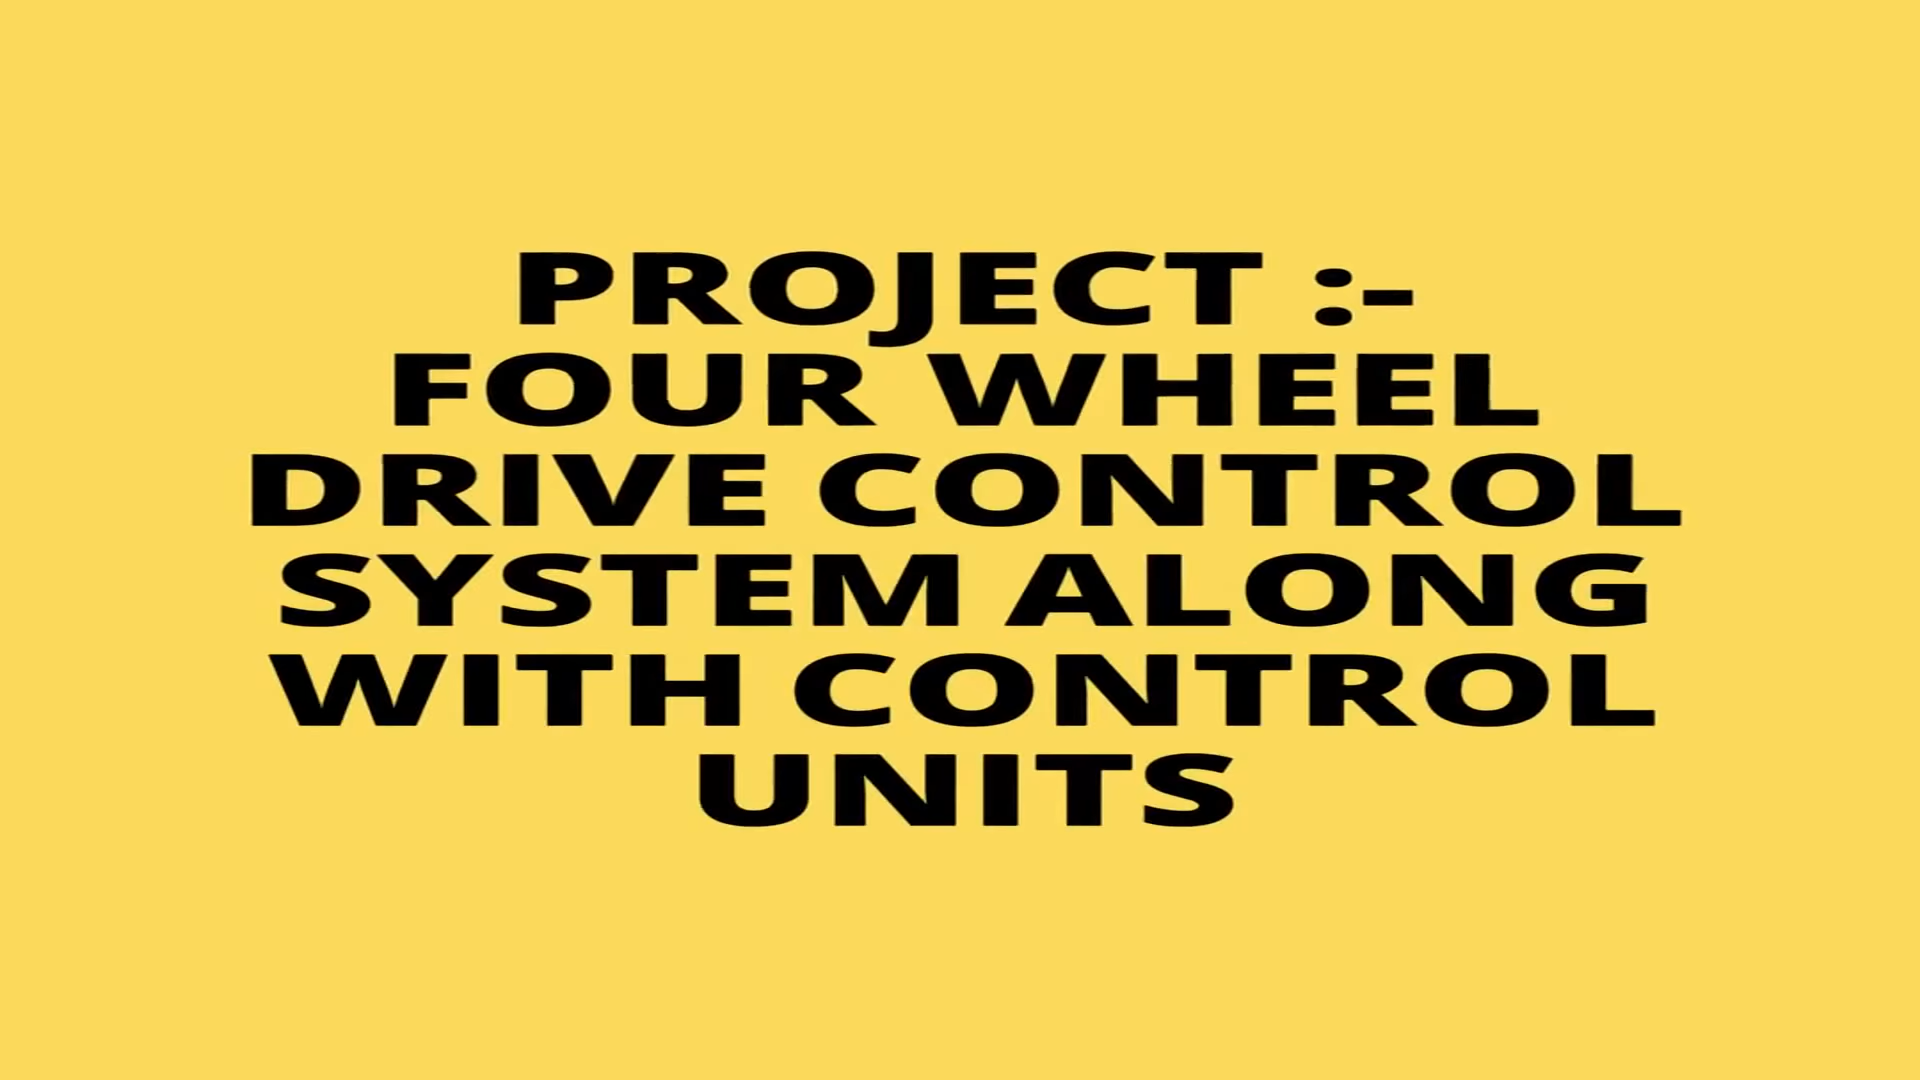 PROJECT :-
FOUR WHEEL
DRIVE CONTROL
SYSTEM ALONG
WITH CONTROL
UNITS